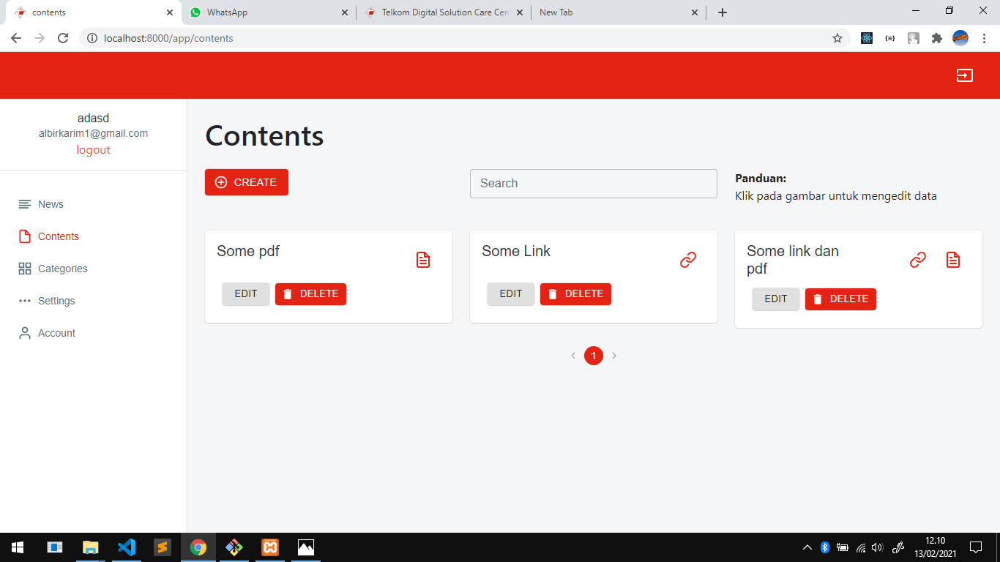 contents
WhatsApp
Telkom Digital Solution Care Cen
New Tab
localhost:8000/app/contents
adasd
albirkarim1@gmail.com
logout
News
Contents
Categories
Settings
Account
Contents
CREATE
Search
Panduan:
Klik pada gambar untuk mengedit data
Some pdf
EDIT
DELETE
Some Link
EDIT
DELETE
Some link dan
pdf
EDIT
DELETE
1
12.10
13/02/2021